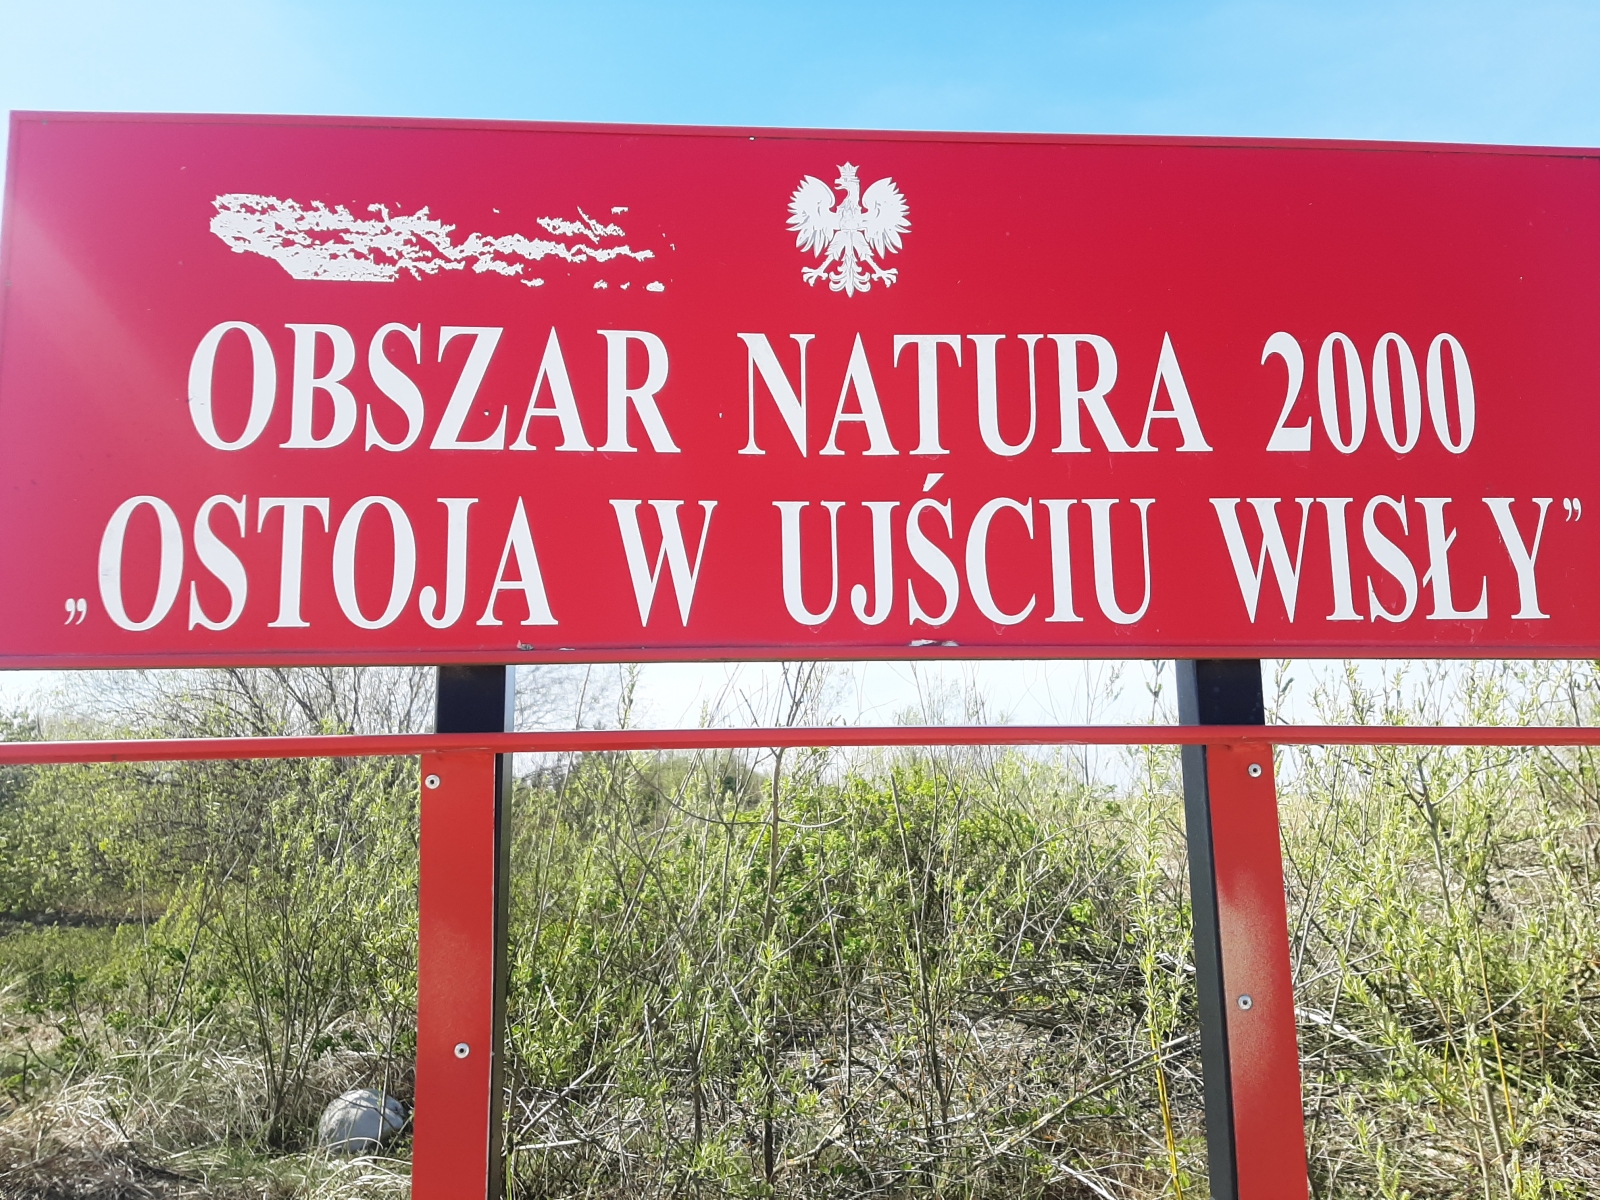 OBSZAR NATURA 2000
„OSTOJA W UJŚCIU WISŁY”